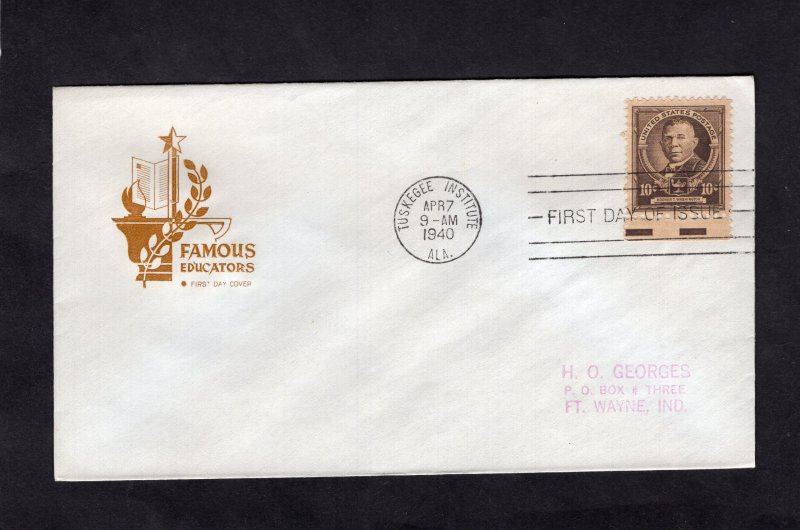 FAMOUS
EDUCATORS
● FIRST DAY COVER
TUSKEGEE INSTITUTE
APR 7
9-AM
1940
ALA.
UNITED STATES POSTAGE
10¢ 10¢
BOOKER T. WASHINGTON
FIRST DAY OF ISSUE
H. O. GEORGES
P. O. BOX # THREE
FT. WAYNE, IND.